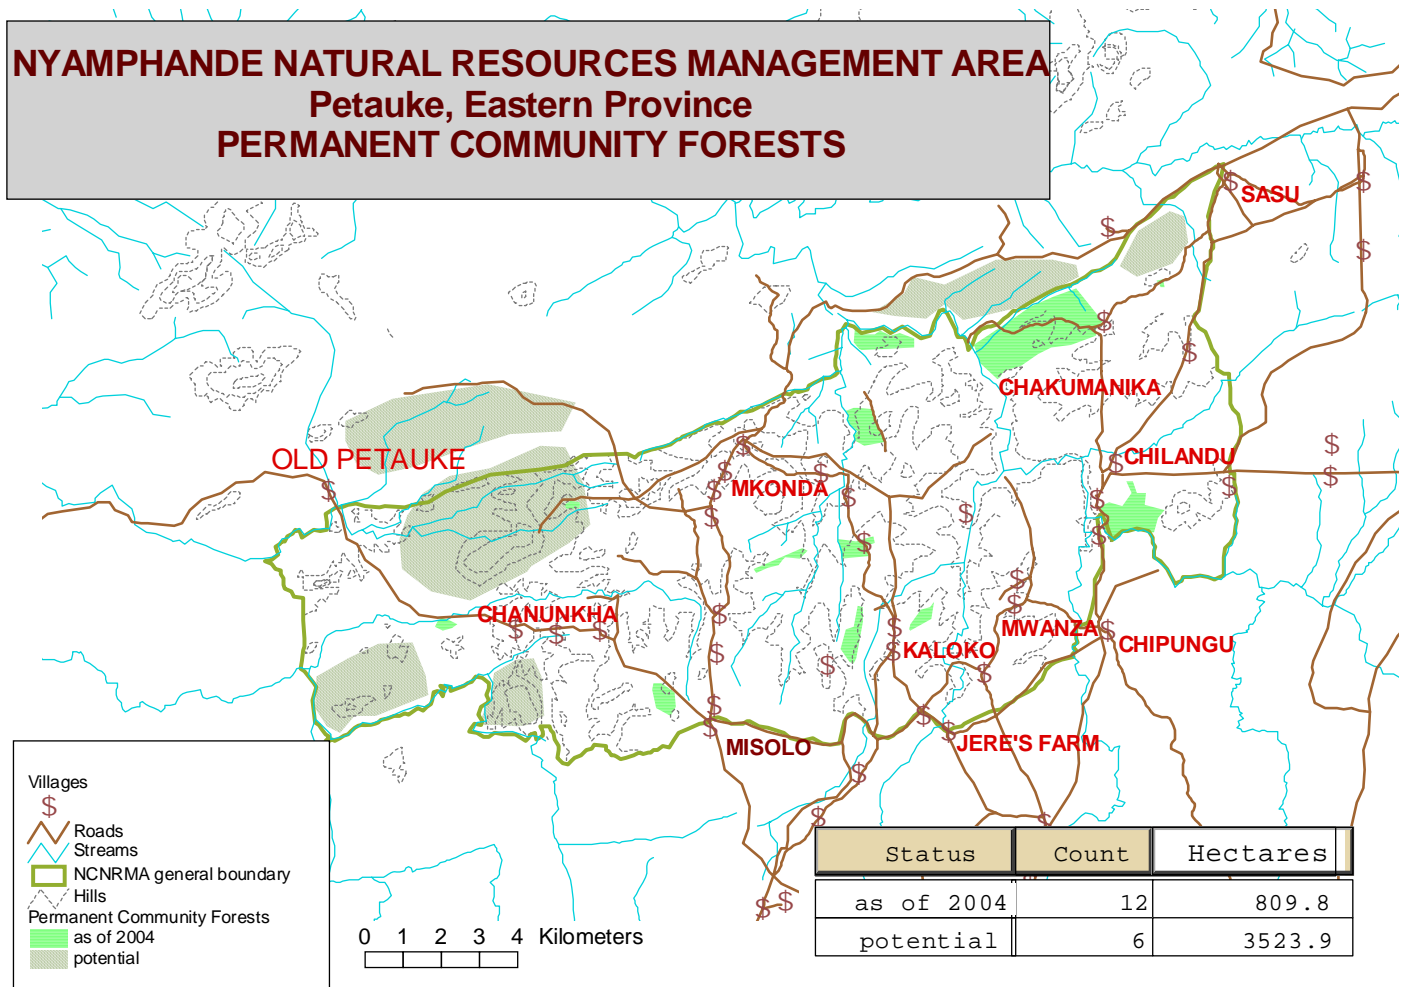 NYAMPHANDE NATURAL RESOURCES MANAGEMENT AREA
Petauke, Eastern Province
PERMANENT COMMUNITY FORESTS
SASU
CHAKUMANIKA
OLD PETAUKE
CHILANDU
MKONDA
CHANUNKHA
MWANZA
CHIPUNGU
KALOKO
MISOLO
JERE'S FARM
Villages
$
Roads
Streams
NCNRMA general boundary
Hills
Permanent Community Forests
as of 2004
potential
0 1 2 3 4 Kilometers
Status Count Hectares
as of 2004 12 809.8
potential 6 3523.9